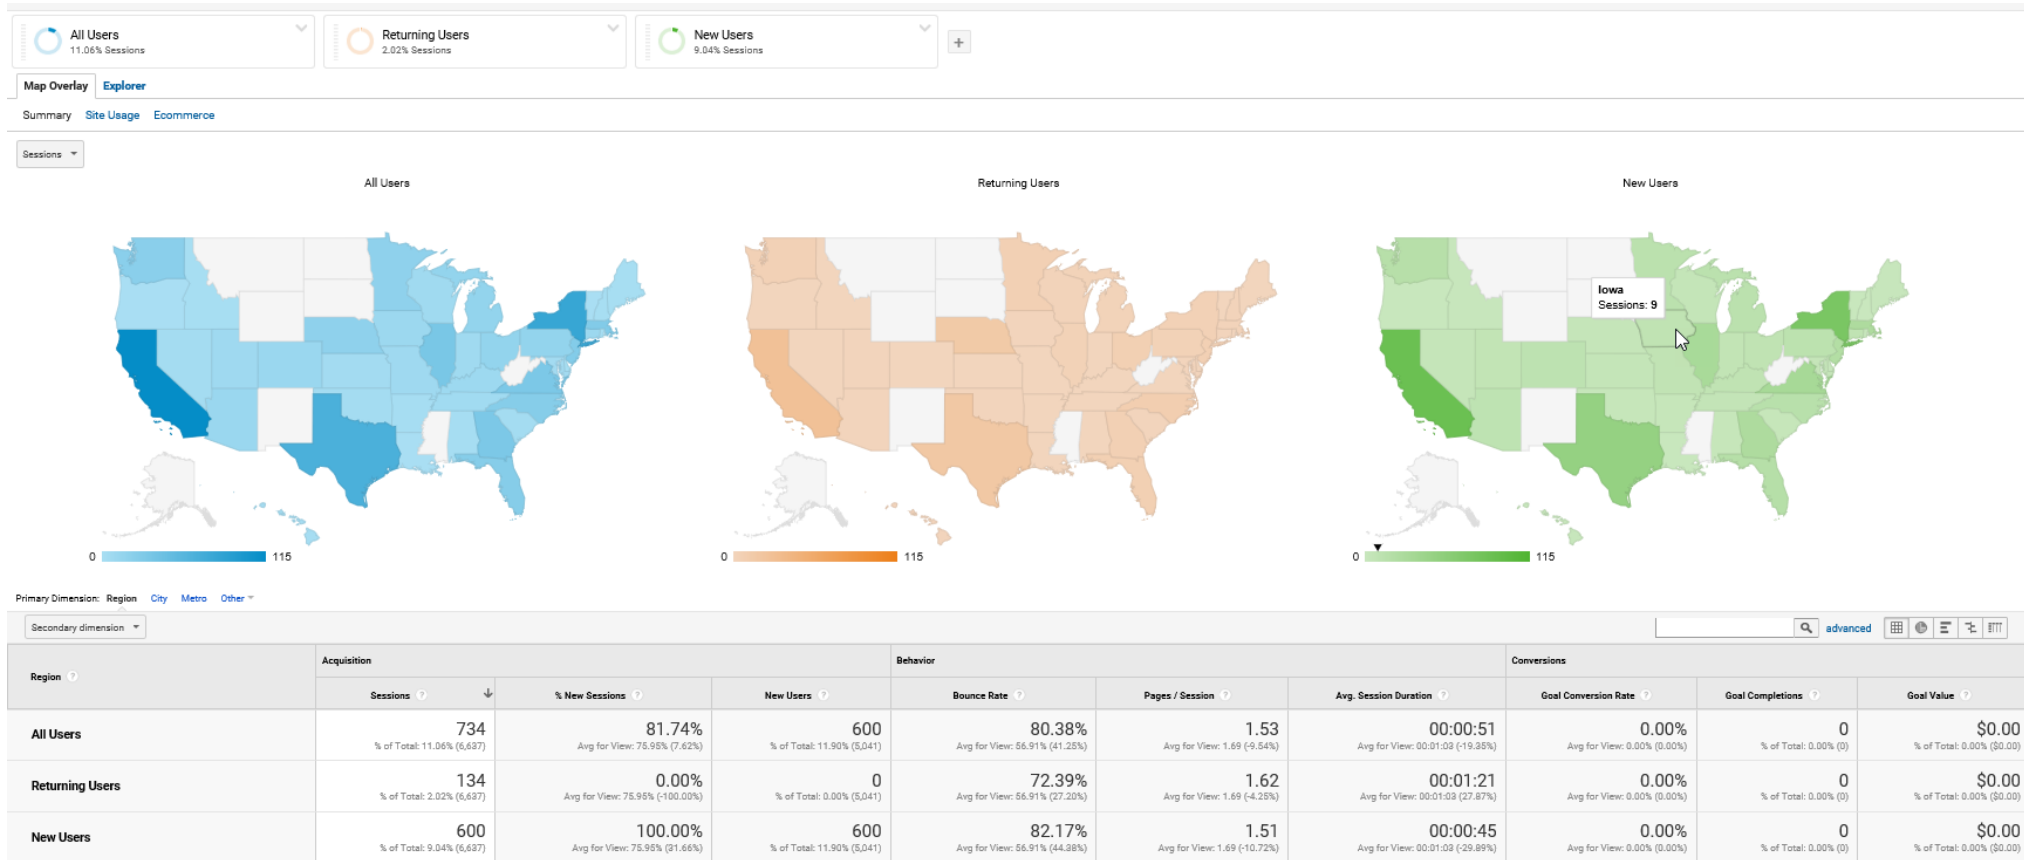 All Users
11.06% Sessions
Returning Users
2.02% Sessions
New Users
9.04% Sessions
+
Map Overlay Explorer
Summary Site Usage Ecommerce
Sessions
All Users Returning Users New Users
Iowa
Sessions: 9
0 115 0 115 0 115
Primary Dimension: Region City Metro Other
Secondary dimension
advanced
Acquisition Behavior Conversions
Region ?
Sessions ? % New Sessions ? New Users ? Bounce Rate ? Pages / Session ? Avg. Session Duration ? Goal Conversion Rate ? Goal Completions ? Goal Value ?
All Users 734 81.74% 600 80.38% 1.53 00:00:51 0.00% 0 $0.00
% of Total: 11.06% (6,637) Avg for View: 75.95% (7.62%) % of Total: 11.90% (5,041) Avg for View: 56.91% (41.25%) Avg for View: 1.69 (-9.54%) Avg for View: 00:01:03 (-19.35%) Avg for View: 0.00% (0.00%) % of Total: 0.00% (0) % of Total: 0.00% ($0.00)
Returning Users 134 0.00% 0 72.39% 1.62 00:01:21 0.00% 0 $0.00
% of Total: 2.02% (6,637) Avg for View: 75.95% (-100.00%) % of Total: 0.00% (5,041) Avg for View: 56.91% (27.20%) Avg for View: 1.69 (-4.25%) Avg for View: 00:01:03 (27.87%) Avg for View: 0.00% (0.00%) % of Total: 0.00% (0) % of Total: 0.00% ($0.00)
New Users 600 100.00% 600 82.17% 1.51 00:00:45 0.00% 0 $0.00
% of Total: 9.04% (6,637) Avg for View: 75.95% (31.66%) % of Total: 11.90% (5,041) Avg for View: 56.91% (44.38%) Avg for View: 1.69 (-10.72%) Avg for View: 00:01:03 (-29.89%) Avg for View: 0.00% (0.00%) % of Total: 0.00% (0) % of Total: 0.00% ($0.00)